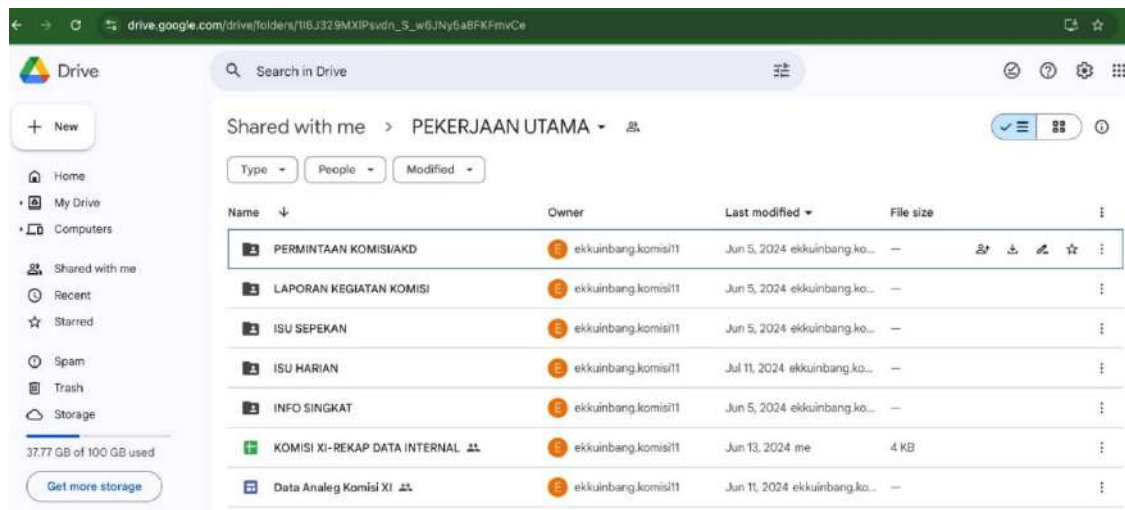 drive.google.com/drive/folders/
Drive
Search in Drive
New
Shared with me > PEKERJAAN UTAMA
Type People Modified
Home
My Drive
Computers
Shared with me
Recent
Starred
Spam
Trash
Storage
37.77 GB of 100 GB used
Get more storage
Name Owner Last modified File size
PERMINTAAN KOMISI/AKD E ekkuinbang.komisi11 Jun 5, 2024 ekkuinbang.ko... —
LAPORAN KEGIATAN KOMISI E ekkuinbang.komisi11 Jun 5, 2024 ekkuinbang.ko... —
ISU SEPEKAN E ekkuinbang.komisi11 Jun 5, 2024 ekkuinbang.ko... —
ISU HARIAN E ekkuinbang.komisi11 Jul 11, 2024 ekkuinbang.ko... —
INFO SINGKAT E ekkuinbang.komisi11 Jun 5, 2024 ekkuinbang.ko... —
KOMISI XI-REKAP DATA INTERNAL E ekkuinbang.komisi11 Jun 13, 2024 me 4 KB
Data Analeg Komisi XI E ekkuinbang.komisi11 Jun 11, 2024 ekkuinbang.ko... —